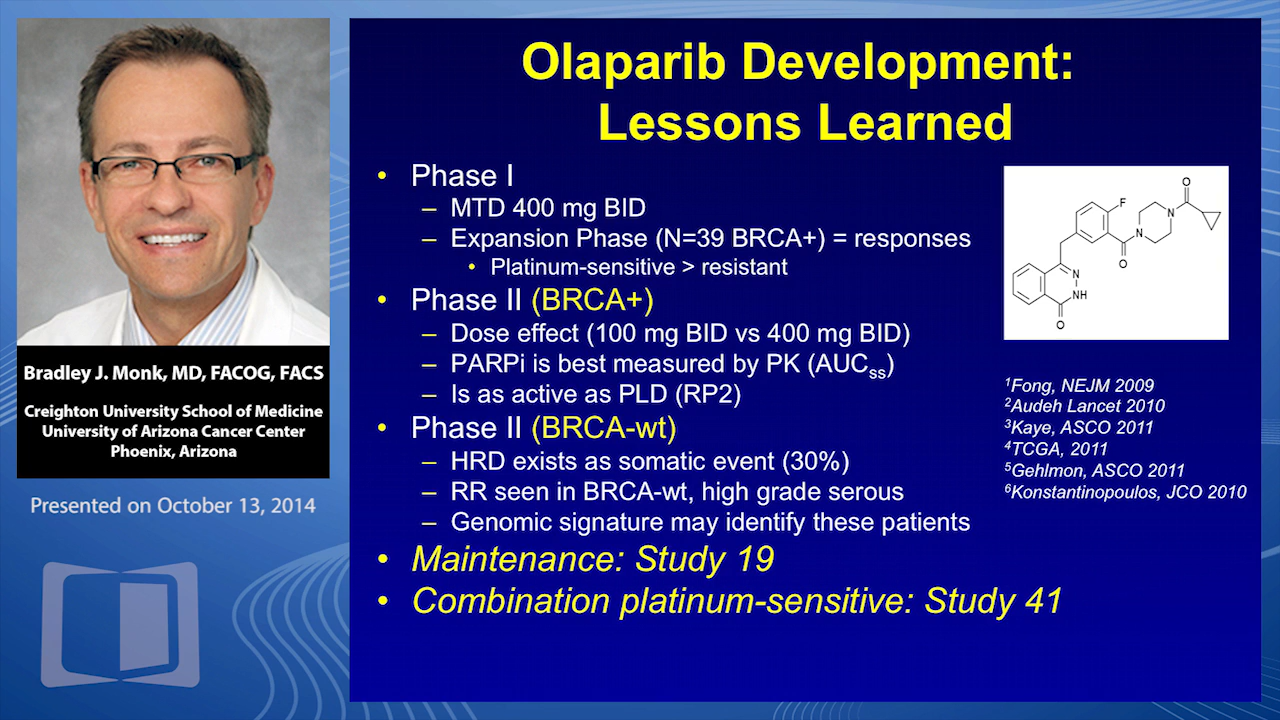 Bradley J. Monk, MD, FACOG, FACS
Creighton University School of Medicine
University of Arizona Cancer Center
Phoenix, Arizona
Presented on October 13, 2014
Olaparib Development:
Lessons Learned
• Phase I
– MTD 400 mg BID
– Expansion Phase (N=39 BRCA+) = responses
• Platinum-sensitive > resistant
• Phase II (BRCA+)
– Dose effect (100 mg BID vs 400 mg BID)
– PARPi is best measured by PK (AUCss)
– Is as active as PLD (RP2)
• Phase II (BRCA-wt)
– HRD exists as somatic event (30%)
– RR seen in BRCA-wt, high grade serous
– Genomic signature may identify these patients
• Maintenance: Study 19
• Combination platinum-sensitive: Study 41
O
F
N
N
O
N
NH
O
1Fong, NEJM 2009
2Audeh Lancet 2010
3Kaye, ASCO 2011
4TCGA, 2011
5Gehlmon, ASCO 2011
6Konstantinopoulos, JCO 2010